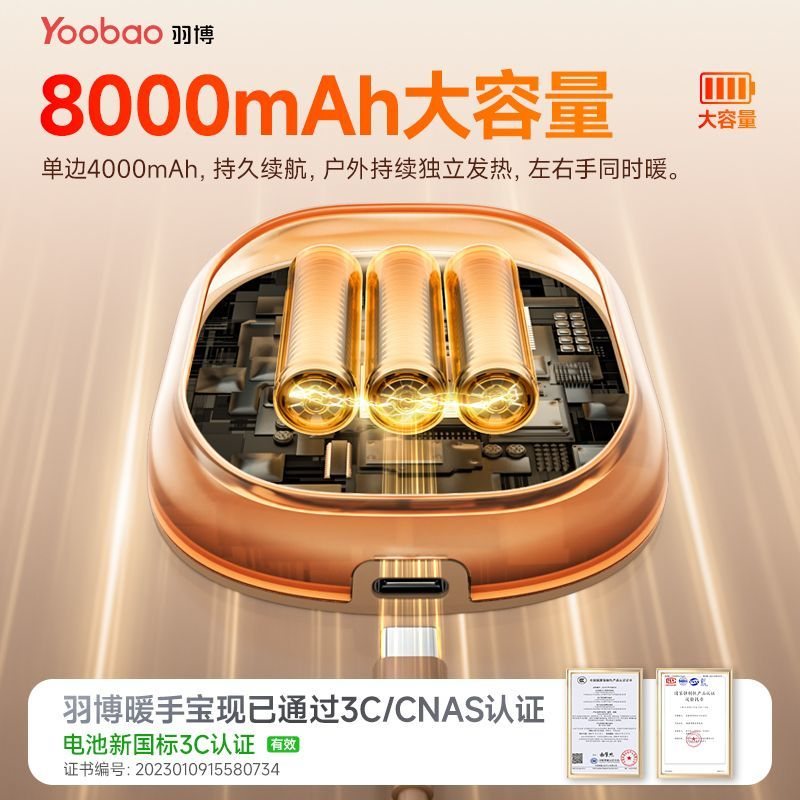 Yoobao 羽博
8000mAh大容量
大容量
单边4000mAh, 持久续航, 户外持续独立发热, 左右手同时暖。
羽博暖手宝现已通过3C/CNAS认证
电池新国标3C认证 有效
证书编号: 2023010915580734